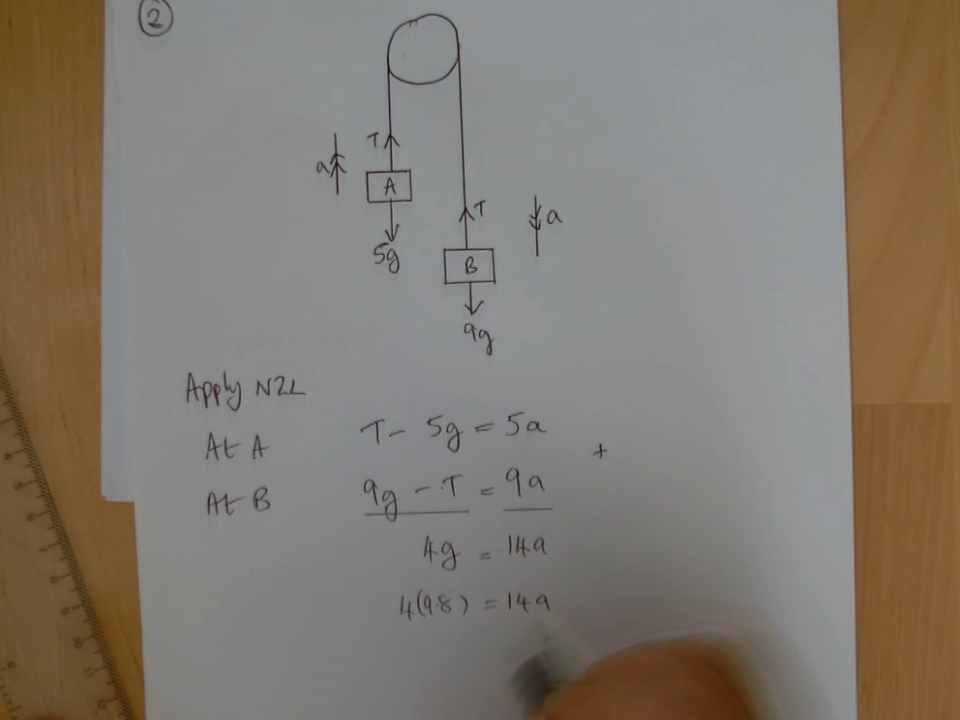 2
T
a
A
T
a
5g
B
9g
Apply N2L
At A T - 5g = 5a +
At B 9g - T = 9a
4g = 14a
4(9.8) = 14a